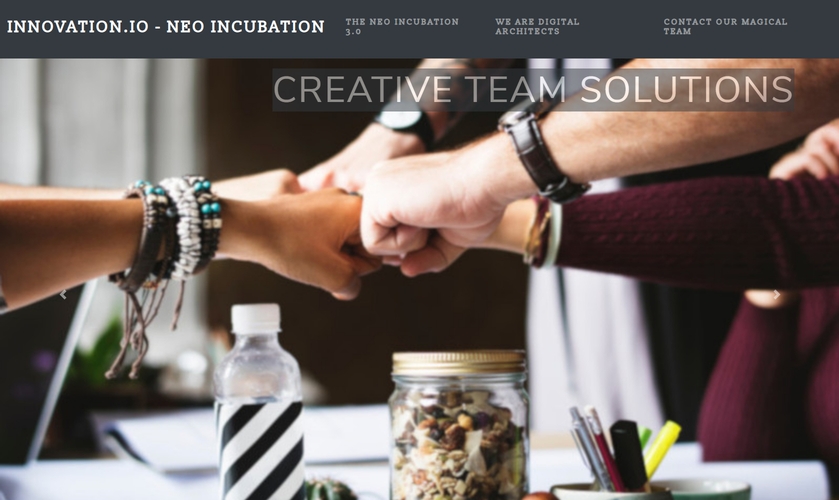 INNOVATION.IO - NEO INCUBATION
THE NEO INCUBATION
3.0
WE ARE DIGITAL
ARCHITECTS
CONTACT OUR MAGICAL
TEAM
CREATIVE TEAM SOLUTIONS